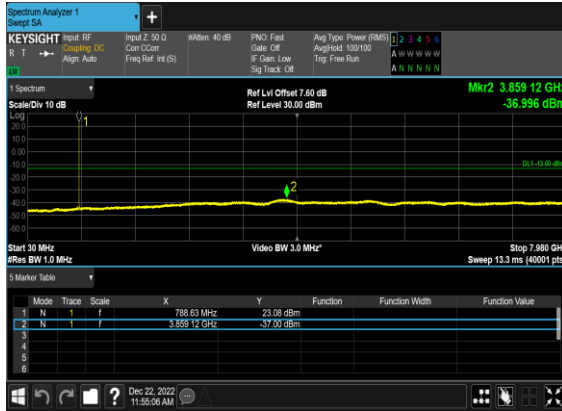 Spectrum Analyzer 1
Swept SA
+
KEYSIGHT Input: RF Input Z: 50 Ω #Atten: 40 dB PNO: Fast Avg Type: Power (RMS) 1 2 3 4 5 6
R T Coupling: DC Corr CCorr Gate: Off Avg|Hold: 100/100 A W W W W W
Align: Auto Freq Ref: Int (S) IF Gain: Low Trig: Free Run
Sig Track: Off A N N N N N
LU
1 Spectrum Ref Lvl Offset 7.60 dB Mkr2 3.859 12 GHz
Scale/Div 10 dB Ref Level 30.00 dBm -36.996 dBm
Log
1
20.0
10.0
0.00
-10.0 DL1 -13.00 dBm
-20.0
2
-30.0
-40.0
-50.0
-60.0
Start 30 MHz Video BW 3.0 MHz* Stop 7.980 GHz
#Res BW 1.0 MHz Sweep 13.3 ms (40001 pts)
5 Marker Table
Mode Trace Scale X Y Function Function Width Function Value
1 N 1 f 788.63 MHz 23.08 dBm
2 N 1 f 3.859 12 GHz -37.00 dBm
3
4
5
6
? Dec 22, 2022
11:55:06 AM